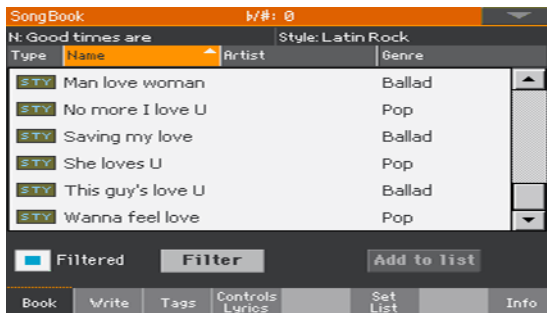 SongBook b/#: 0
N: Good times are Style: Latin Rock
Type Name Artist Genre
STY Man love woman Ballad
STY No more I love U Pop
STY Saving my love Ballad
STY She loves U Pop
STY This guy's love U Ballad
STY Wanna feel love Pop
Filtered Filter Add to list
Book Write Tags Controls Lyrics Set List Info